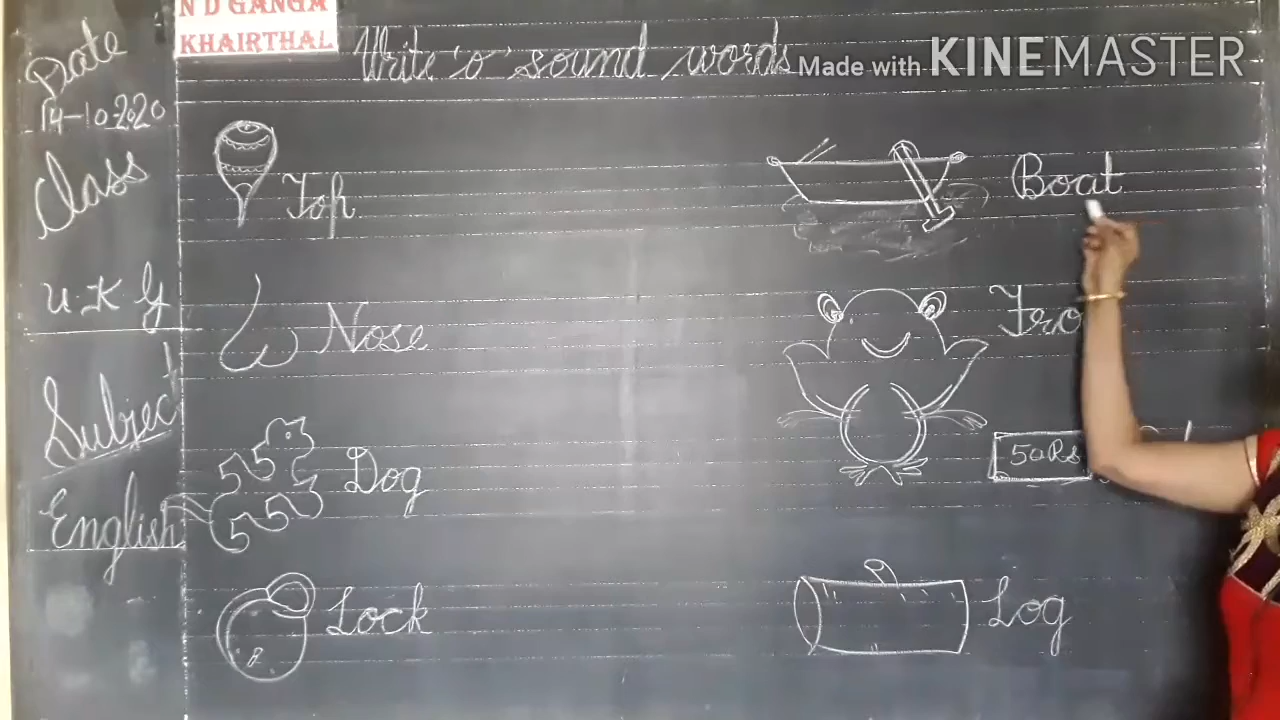 N D GANGA
KHAIRTHAL
Write 'o' sound words
Made with KINEMASTER
Date
14-10-2020
Class
U.K G
Subject
English
Top
Nose
Dog
Lock
Boat
Fro
50Rs
Log